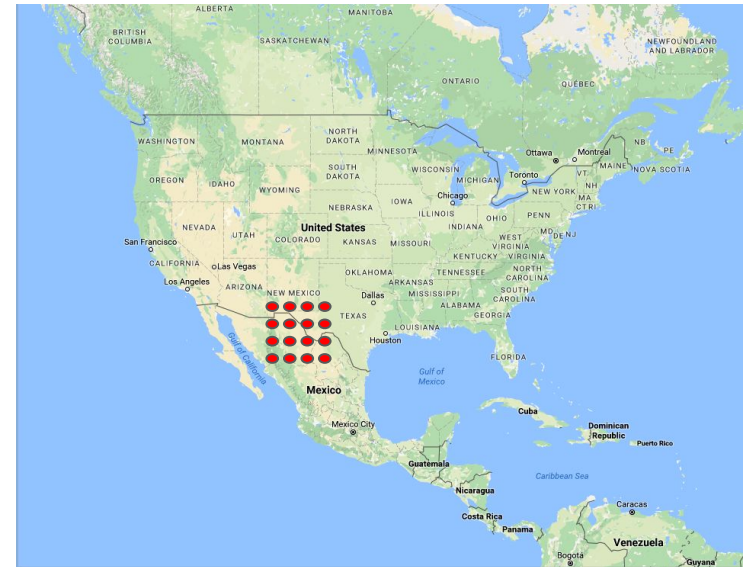 ALBERTA
MANITOBA
BRITISH
COLUMBIA
SASKATCHEWAN
NEWFOUNDLAND
AND LABRADOR
ONTARIO
QUEBEC
WASHINGTON
MONTANA
NORTH
DAKOTA
MINNESOTA
Ottawa
Montreal
NB
PE
MAINE
NOVA SCOTIA
OREGON
IDAHO
WYOMING
SOUTH
DAKOTA
WISCONSIN
MICHIGAN
Toronto
VT
NH
NEW YORK
MA
CT
RI
NEBRASKA
IOWA
Chicago
ILLINOIS
INDIANA
OHIO
PENN
NEVADA
UTAH
COLORADO
United States
KANSAS
MISSOURI
WEST
VIRGINIA
MD
DE
NJ
San Francisco
CALIFORNIA
Las Vegas
KENTUCKY
VIRGINIA
Los Angeles
ARIZONA
NEW MEXICO
OKLAHOMA
ARKANSAS
TENNESSEE
NORTH
CAROLINA
Dallas
MISSISSIPPI
SOUTH
CAROLINA
ALABAMA
TEXAS
GEORGIA
LOUISIANA
Houston
Gulf of California
FLORIDA
Gulf of
Mexico
Mexico
Cuba
Mexico City
Dominican
Republic
Puerto Rico
Guatemala
Caribbean Sea
Nicaragua
Costa Rica
Panama
Caracas
Venezuela
Bogotá
Guyana